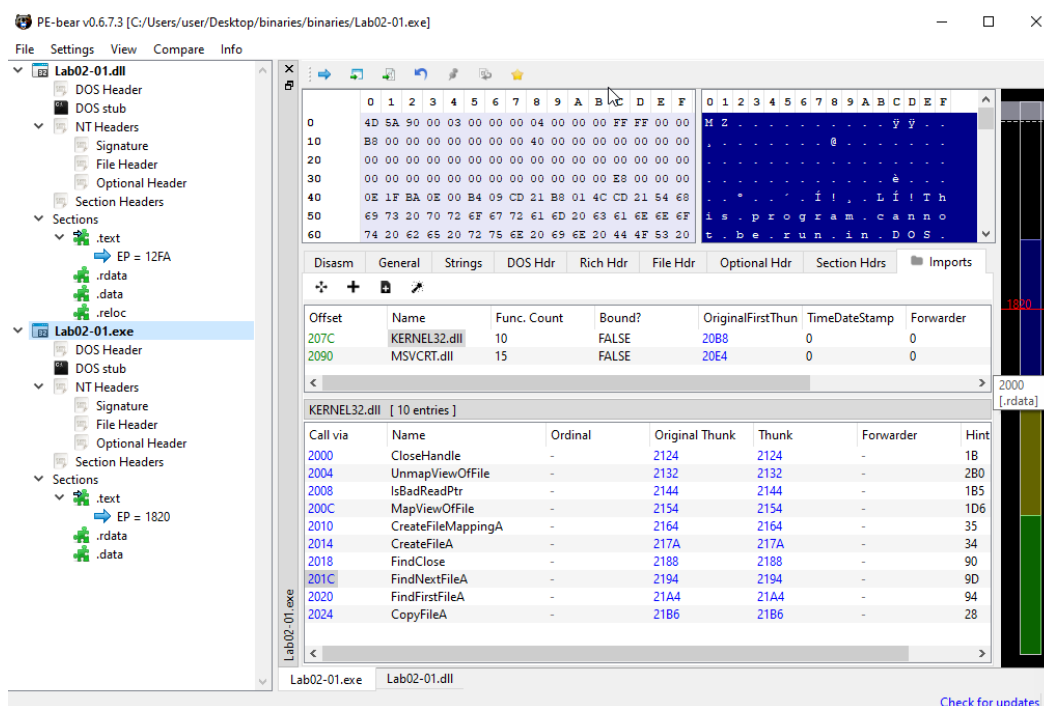 PE-bear v0.6.7.3 [C:/Users/user/Desktop/binaries/binaries/Lab02-01.exe]
File Settings View Compare Info
Lab02-01.dll
DOS Header
DOS stub
NT Headers
Signature
File Header
Optional Header
Section Headers
Sections
.text
EP = 12FA
.rdata
.data
.reloc
Lab02-01.exe
DOS Header
DOS stub
NT Headers
Signature
File Header
Optional Header
Section Headers
Sections
.text
EP = 1820
.rdata
.data
Lab02-01.exe
0 1 2 3 4 5 6 7 8 9 A B C D E F 0 1 2 3 4 5 6 7 8 9 A B C D E F
0 4D 5A 90 00 03 00 00 00 04 00 00 00 FF FF 00 00 M Z . . . . . . . . . . ÿ ÿ . .
10 B8 00 00 00 00 00 00 00 40 00 00 00 00 00 00 00 ¸ . . . . . . . @ . . . . . . .
20 00 00 00 00 00 00 00 00 00 00 00 00 00 00 00 00 . . . . . . . . . . . . . . . .
30 00 00 00 00 00 00 00 00 00 00 00 00 E8 00 00 00 . . . . . . . . . . . . è . . .
40 0E 1F BA 0E 00 B4 09 CD 21 B8 01 4C CD 21 54 68 . . º . . ´ . Í ! ¸ . L Í ! T h
50 69 73 20 70 72 6F 67 72 61 6D 20 63 61 6E 6E 6F i s . p r o g r a m . c a n n o
60 74 20 62 65 20 72 75 6E 20 69 6E 20 44 4F 53 20 t . b e . r u n . i n . D O S .
Disasm General Strings DOS Hdr Rich Hdr File Hdr Optional Hdr Section Hdrs Imports
Offset Name Func. Count Bound? OriginalFirstThun TimeDateStamp Forwarder
207C KERNEL32.dll 10 FALSE 20B8 0 0
2090 MSVCRT.dll 15 FALSE 20E4 0 0
KERNEL32.dll [ 10 entries ]
Call via Name Ordinal Original Thunk Thunk Forwarder Hint
2000 CloseHandle - 2124 2124 - 1B
2004 UnmapViewOfFile - 2132 2132 - 2B0
2008 IsBadReadPtr - 2144 2144 - 1B5
200C MapViewOfFile - 2154 2154 - 1D6
2010 CreateFileMappingA - 2164 2164 - 35
2014 CreateFileA - 217A 217A - 34
2018 FindClose - 2188 2188 - 90
201C FindNextFileA - 2194 2194 - 9D
2020 FindFirstFileA - 21A4 21A4 - 94
2024 CopyFileA - 21B6 21B6 - 28
1820
2000
[.rdata]
Lab02-01.exe Lab02-01.dll
Check for updates